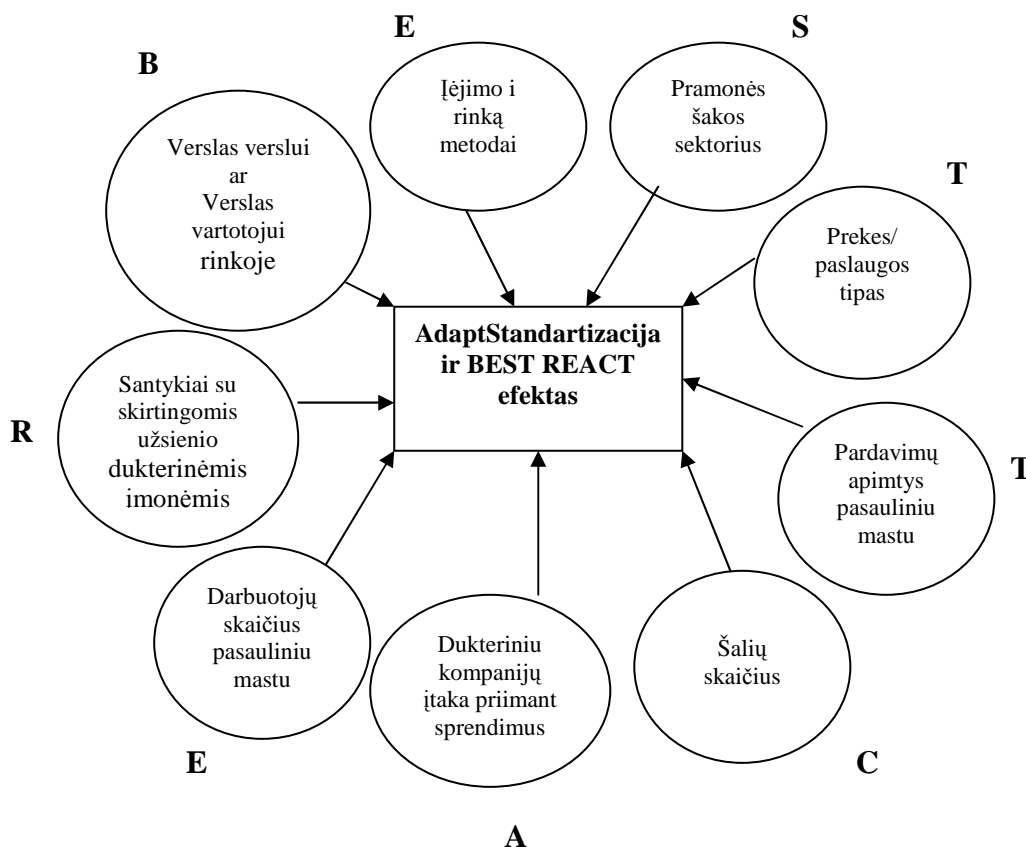 B
Verslas verslui
ar
Verslas
vartotojui
rinkoje
E
Įėjimo i
rinką
metodai
S
Pramonės
šakos
sektorius
T
Prekes/
paslaugos
tipas
AdaptStandartizacija
ir BEST REACT
efektas
R
Santykiai su
skirtingomis
užsienio
dukterinėmis
imonėmis
E
Darbuotojų
skaičius
pasauliniu
mastu
A
Dukteriniu
kompanijų
įtaka priimant
sprendimus
C
Šalių
skaičius
T
Pardavimų
apimtys
pasauliniu
mastu